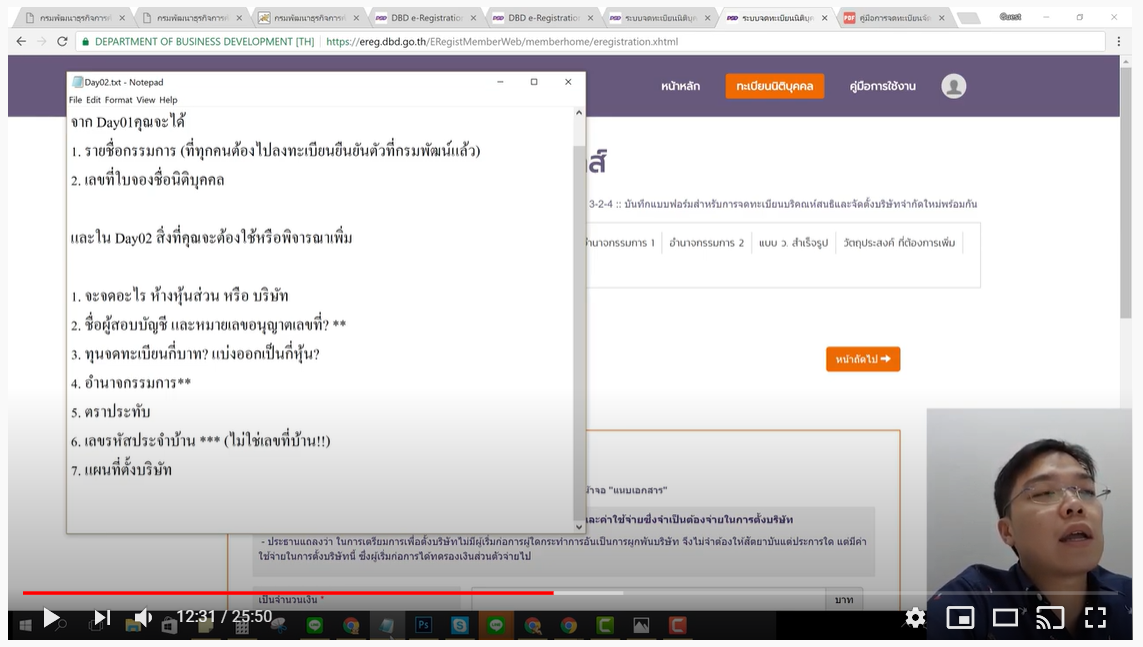 กรมพัฒนาธุรกิจการค
กรมพัฒนาธุรกิจการค
กรมพัฒนาธุรกิจการค
DBD e-Registration
DBD e-Registration
ระบบจดทะเบียนนิติบุค
ระบบจดทะเบียนนิติบุค
คู่มือการจดทะเบียนจัด
Guest
DEPARTMENT OF BUSINESS DEVELOPMENT [TH]
https://ereg.dbd.go.th/ERegistMemberWeb/memberhome/eregistration.xhtml
หน้าหลัก
ทะเบียนนิติบุคคล
คู่มือการใช้งาน
Day02.txt - Notepad
File Edit Format View Help
จาก Day01คุณจะได้
1. รายชื่อกรรมการ (ที่ทุกคนต้องไปลงทะเบียนยืนยันตัวที่กรมพัฒน์แล้ว)
2. เลขที่ใบจองชื่อนิติบุคคล
และใน Day02 สิ่งที่คุณจะต้องใช้หรือพิจารณาเพิ่ม
1. จะจดอะไร ห้างหุ้นส่วน หรือ บริษัท
2. ชื่อผู้สอบบัญชี และหมายเลขอนุญาตเลขที่? **
3. ทุนจดทะเบียนกี่บาท? แบ่งออกเป็นกี่หุ้น?
4. อำนาจกรรมการ**
5. ตราประทับ
6. เลขรหัสประจำบ้าน *** (ไม่ใช่เลขที่บ้าน!!)
7. แผนที่ตั้งบริษัท
3-2-4 :: บันทึกแบบฟอร์มสำหรับการจดทะเบียนบริคณห์สนธิและจัดตั้งบริษัทจำกัดใหม่พร้อมกัน
อำนาจกรรมการ 1
อำนาจกรรมการ 2
แบบ ว. สำเร็จรูป
วัตถุประสงค์ ที่ต้องการเพิ่ม
หน้าถัดไป
น้าจอ "แนบเอกสาร"
และค่าใช้จ่ายซึ่งจำเป็นต้องจ่ายในการตั้งบริษัท
- ประธานแถลงว่า ในการเตรียมการเพื่อตั้งบริษัทไม่มีผู้เริ่มก่อการผู้ใดกระทำการอันเป็นการผูกพันบริษัท จึงไม่จำต้องให้สัตยาบันแต่ประการใด แต่มีค่า
ใช้จ่ายในการตั้งบริษัทนี้ ซึ่งผู้เริ่มก่อการได้ทดรองเงินส่วนตัวจ่ายไป
เป็นจำนวนเงิน *
บาท
12:31 / 25:50